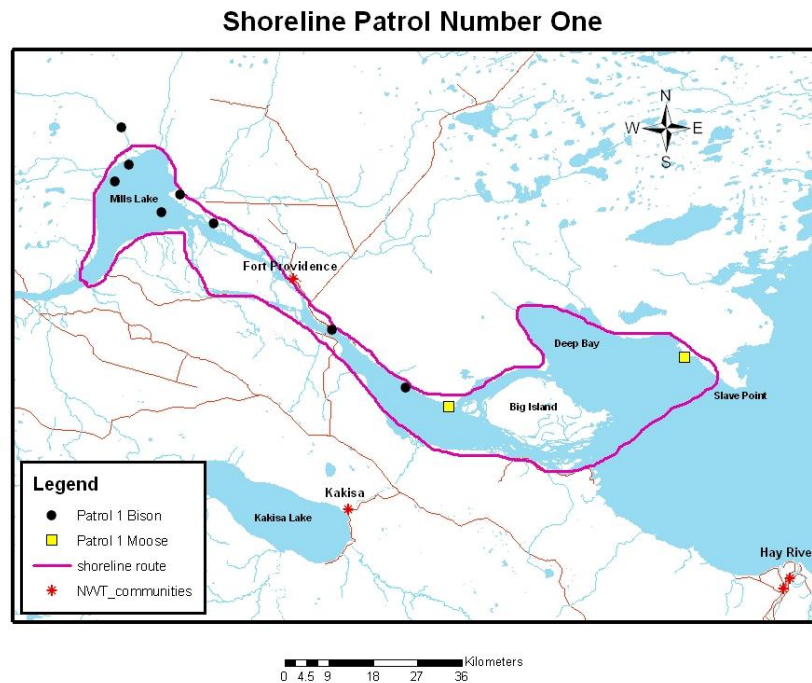 Shoreline Patrol Number One
N
W E
S
Mills Lake
Fort Providence
Deep Bay
Slave Point
Big Island
Legend
Patrol 1 Bison
Patrol 1 Moose
shoreline route
NWT_communities
Kakisa
Kakisa Lake
Hay River
Kilometers
0 4.5 9 18 27 36